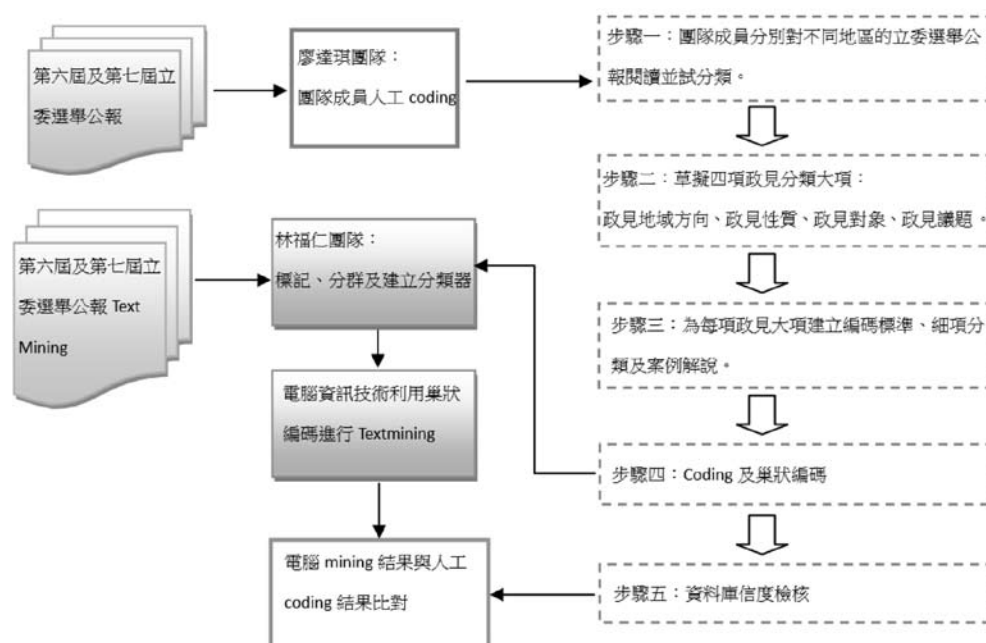 第六屆及第七屆立
委選舉公報
廖達琪團隊：
團隊成員人工 coding
步驟一：團隊成員分別對不同地區的立委選舉公
報閱讀並試分類。
步驟二：草擬四項政見分類大項：
政見地域方向、政見性質、政見對象、政見議題。
第六屆及第七屆立
委選舉公報 Text
Mining
林福仁團隊：
標記、分群及建立分類器
步驟三：為每項政見大項建立編碼標準、細項分
類及案例解說。
電腦資訊技術利用巢狀
編碼進行 Textmining
步驟四：Coding 及巢狀編碼
電腦 mining 結果與人工
coding 結果比對
步驟五：資料庫信度檢核